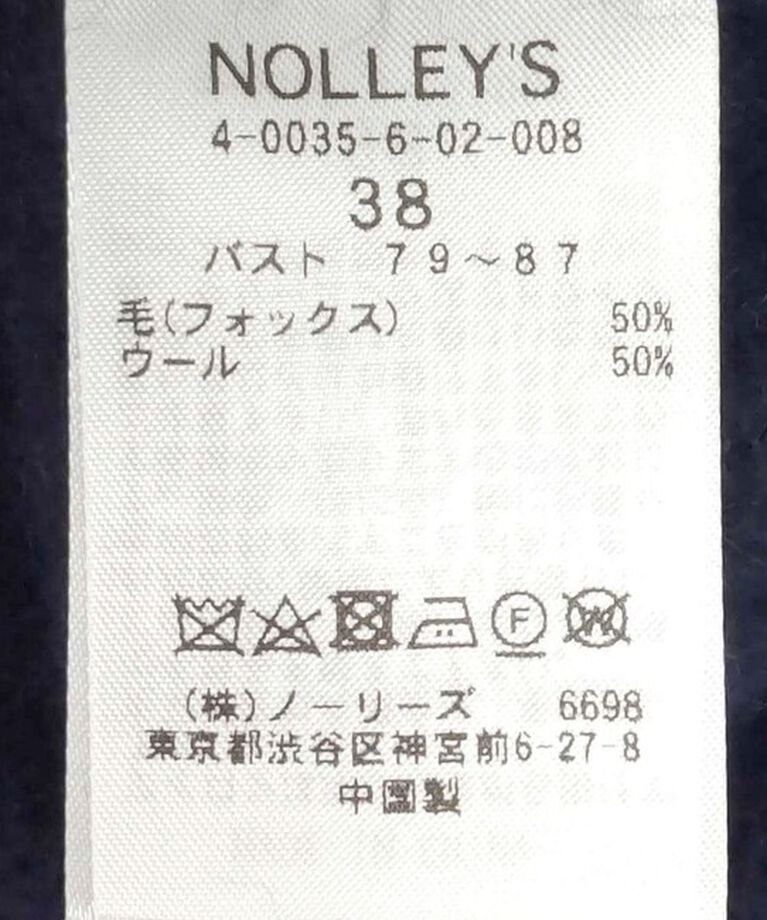 NOLLEY'S
4-0035-6-02-008
38
バスト 79~87
毛(フォックス) 50%
ウール 50%
F W
(株)ノーリーズ 6698
東京都渋谷区神宮前6-27-8
中国製